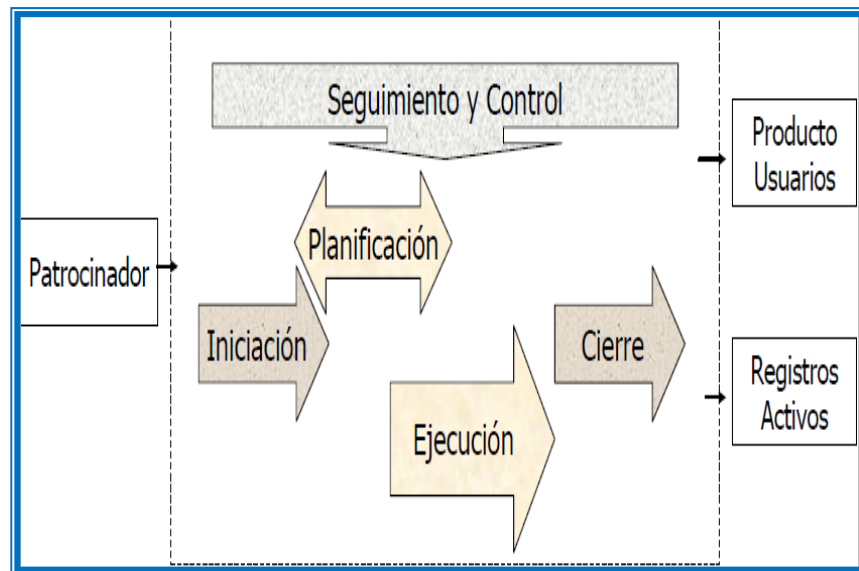 Seguimiento y Control
Producto
Usuarios
Planificación
Patrocinador
Iniciación
Cierre
Registros
Activos
Ejecución